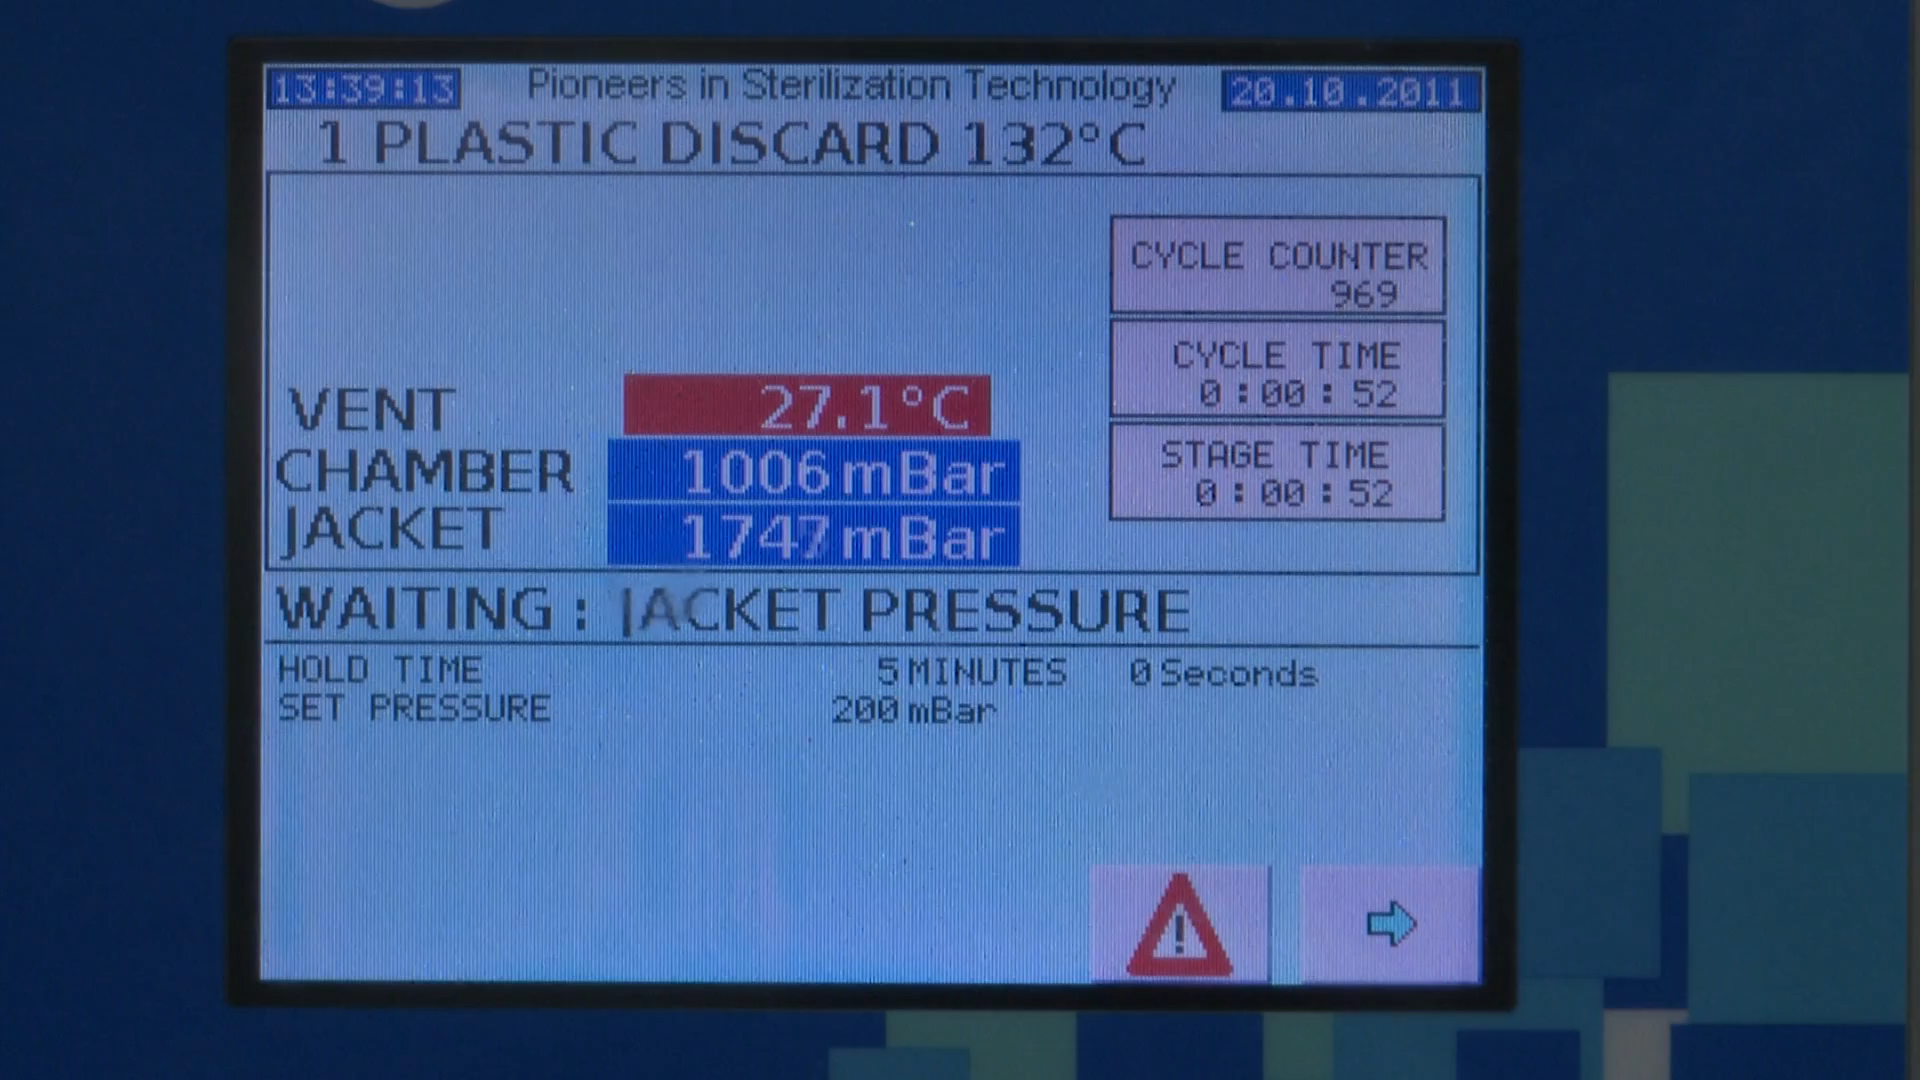 13:39:13 Pioneers in Sterilization Technology 20.10.2011
1 PLASTIC DISCARD 132°C
CYCLE COUNTER
969
CYCLE TIME
0:00:52
STAGE TIME
0:00:52
VENT 27.1°C
CHAMBER 1006 mBar
JACKET 1747 mBar
WAITING : JACKET PRESSURE
HOLD TIME 5 MINUTES 0 Seconds
SET PRESSURE 200 mBar